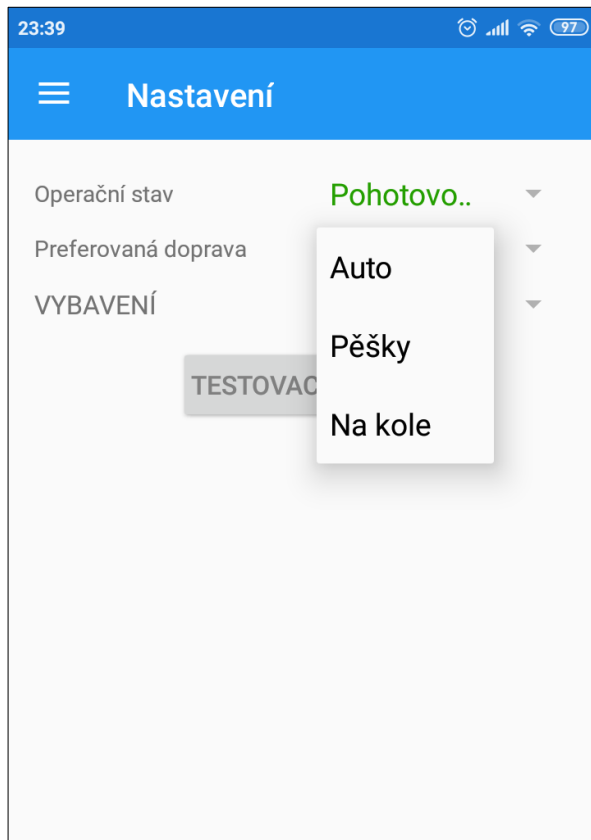 23:39
97
Nastavení
Operační stav
Pohotovo..
Preferovaná doprava
Auto
VYBAVENÍ
Pěšky
TESTOVAC
Na kole